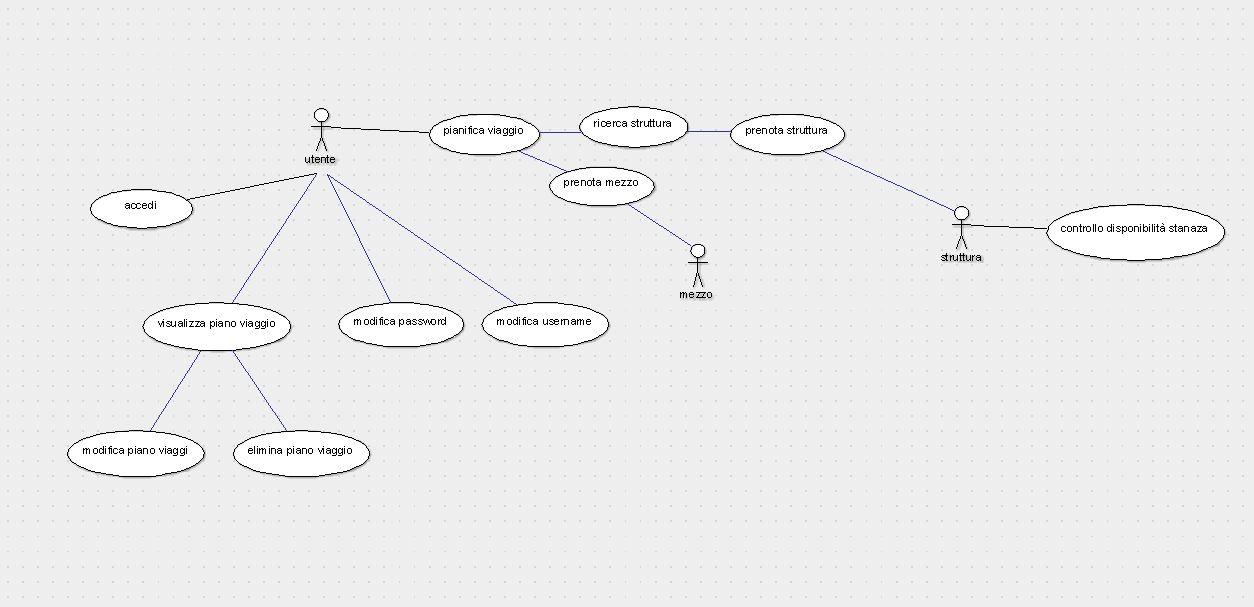 pianifica viaggio
ricerca struttura
prenota struttura
utente
prenota mezzo
accedi
controllo disponibilità stanaza
struttura
mezzo
visualizza piano viaggio
modifica password
modifica username
modifica piano viaggi
elimina piano viaggio